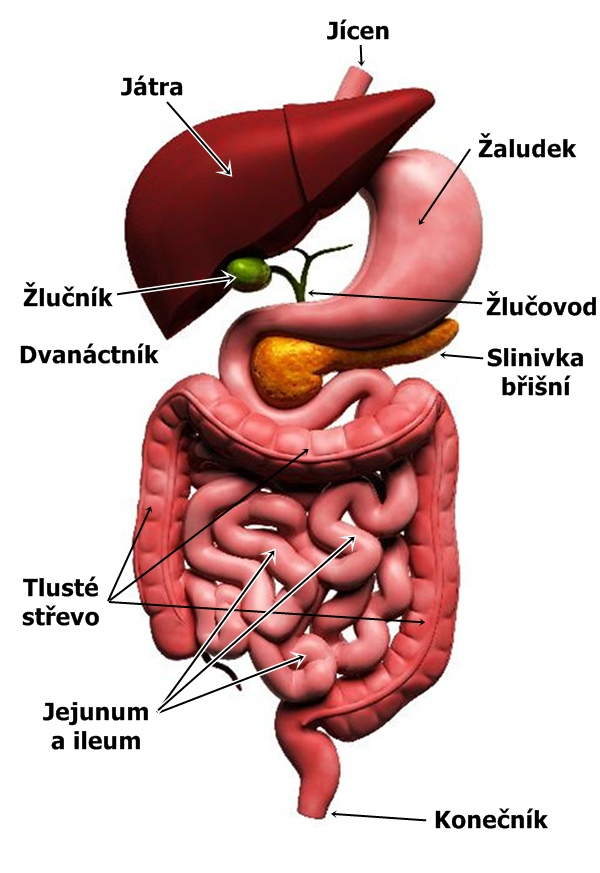 Jícen
Játra
Žaludek
Žlučník
Žlučovod
Dvanáctník
Slinivka
břišní
Tlusté
střevo
Jejunum
a ileum
Konečník